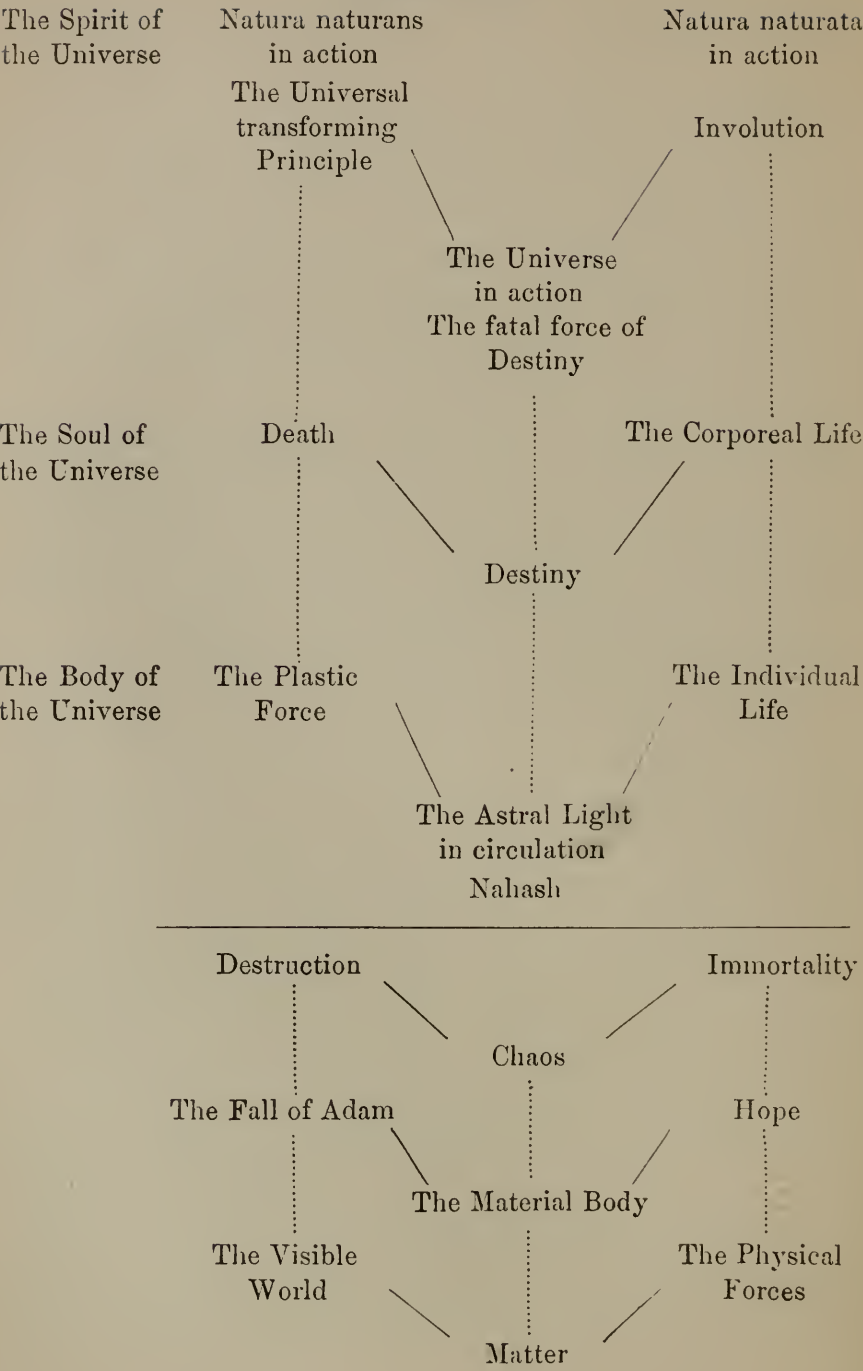 The Spirit of
the Universe
Natura naturans
in action
The Universal
transforming
Principle
Natura naturata
in action
Involution
The Universe
in action
The fatal force of
Destiny
The Soul of
the Universe
Death
The Corporeal Life
Destiny
The Body of
the Universe
The Plastic
Force
The Individual
Life
The Astral Light
in circulation
Nahash
Destruction
Immortality
Chaos
The Fall of Adam
Hope
The Material Body
The Visible
World
The Physical
Forces
Matter